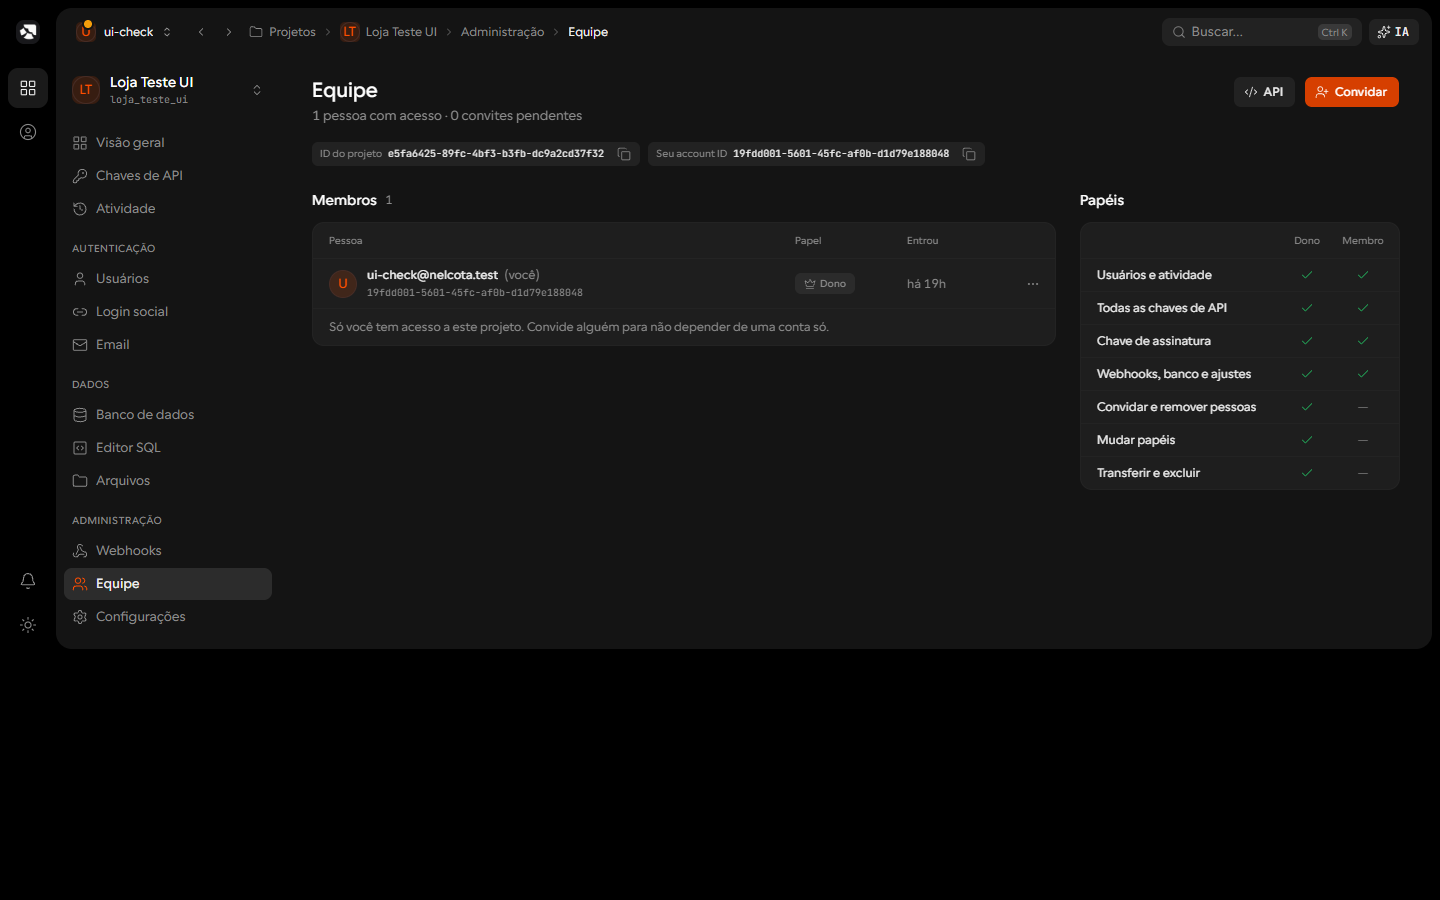 U
ui-check
Projetos
LT
Loja Teste UI
Administração
Equipe
Buscar...
Ctrl K
IA
LT
Loja Teste UI
loja_teste_ui
Visão geral
Chaves de API
Atividade
AUTENTICAÇÃO
Usuários
Login social
Email
DADOS
Banco de dados
Editor SQL
Arquivos
ADMINISTRAÇÃO
Webhooks
Equipe
Configurações
Equipe
1 pessoa com acesso · 0 convites pendentes
API
Convidar
ID do projeto e5fa6425-89fc-4bf3-b3fb-dc9a2cd37f32
Seu account ID 19fdd001-5601-45fc-af0b-d1d79e188048
Membros 1
Pessoa Papel Entrou
U
ui-check@nelcota.test (você)
19fdd001-5601-45fc-af0b-d1d79e188048
Dono
há 19h
Só você tem acesso a este projeto. Convide alguém para não depender de uma conta só.
Papéis
Dono Membro
Usuários e atividade
Todas as chaves de API
Chave de assinatura
Webhooks, banco e ajustes
Convidar e remover pessoas —
Mudar papéis —
Transferir e excluir —